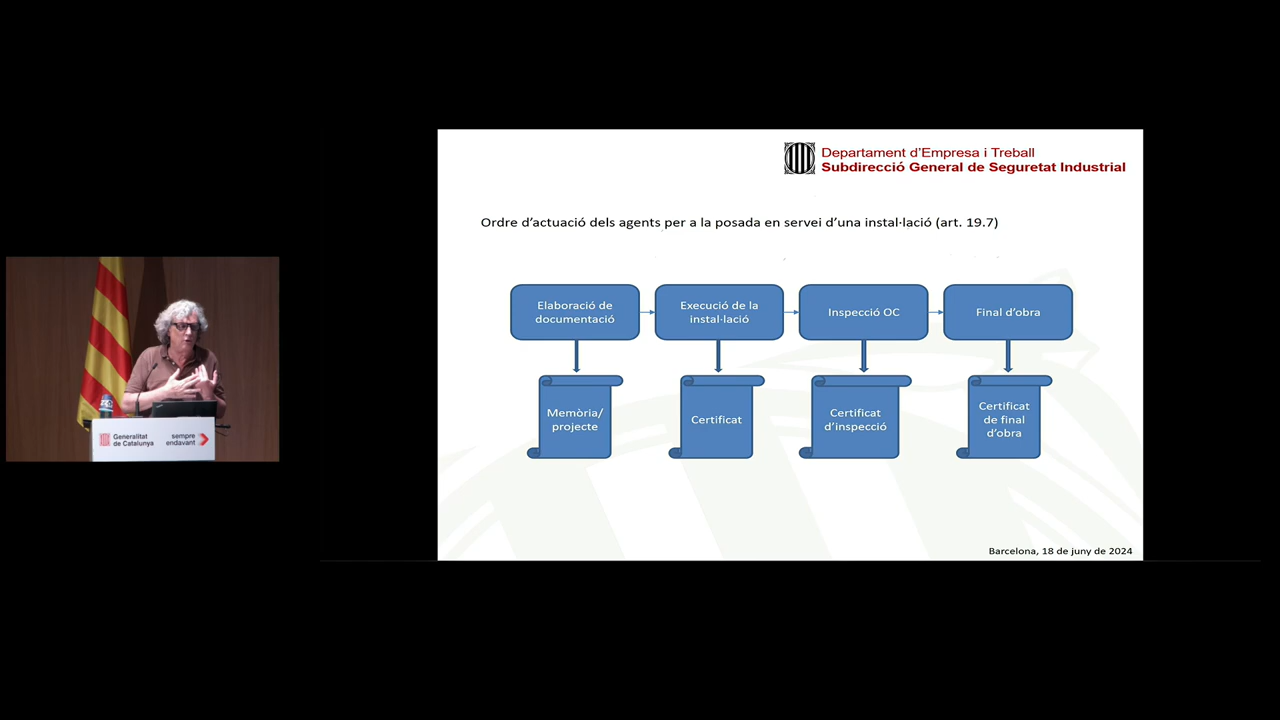 Departament d'Empresa i Treball
Subdirecció General de Seguretat Industrial
Ordre d'actuació dels agents per a la posada en servei d'una instal·lació (art. 19.7)
Elaboració de
documentació
Execució de la
instal·lació
Inspecció OC
Final d'obra
Memòria/
projecte
Certificat
Certificat
d'inspecció
Certificat
de final
d'obra
Barcelona, 18 de juny de 2024
Generalitat
de Catalunya
sempre
endavant